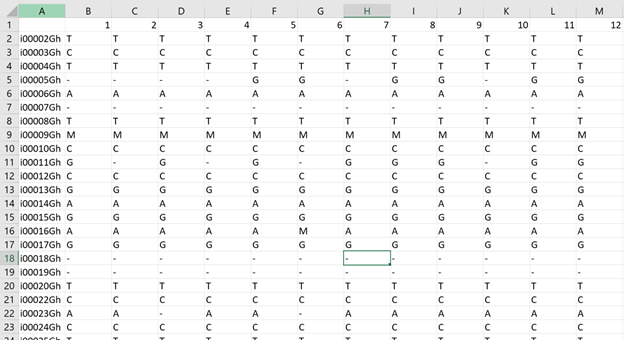 A B C D E F G H I J K L M
1 1 2 3 4 5 6 7 8 9 10 11 12
2 i00002Gh T T T T T T T T T T T T
3 i00003Gh C C C C C C C C C C C C
4 i00004Gh T T T T T T T T T T T T
5 i00005Gh - - - - G G - G G - G G
6 i00006Gh A A A A A A A A A A A A
7 i00007Gh - - - - - - - - - - - -
8 i00008Gh T T T T T T T T T T T T
9 i00009Gh M M M M M M M M M M M M
10 i00010Gh C C C C C C C C C C C C
11 i00011Gh G - G - G - G G G - G G
12 i00012Gh C C C C C C C C C C C C
13 i00013Gh G G G G G G G G G G G G
14 i00014Gh A A A A A A A A A A A A
15 i00015Gh G G G G G G G G G G G G
16 i00016Gh A A A A A M A A A A A A
17 i00017Gh G G G G G G G G G G G G
18 i00018Gh - - - - - - - - - - - -
19 i00019Gh - - - - - - - - - - - -
20 i00020Gh T T T T T T T T T T T T
21 i00022Gh C C C C C C C C C C C C
22 i00023Gh A A - A A - A A A A A A
23 i00024Gh C C C C C C C C C C C C